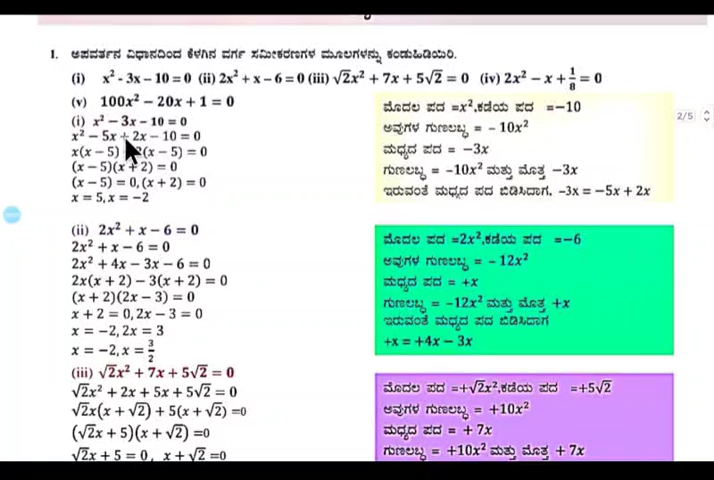 1. ಅಪವರ್ತನ ವಿಧಾನದಿಂದ ಕೆಳಗಿನ ವರ್ಗ ಸಮೀಕರಣಗಳ ಮೂಲಗಳನ್ನು ಕಂಡುಹಿಡಿಯಿರಿ.
(i) x² - 3x − 10 = 0 (ii) 2x² + x − 6 = 0 (iii) √2x² + 7x + 5√2 = 0 (iv) 2x² − x + 1/8 = 0
(v) 100x² − 20x + 1 = 0
(i) x² − 3x − 10 = 0
x² − 5x + 2x − 10 = 0
x(x − 5) 2(x − 5) = 0
(x − 5)(x + 2) = 0
(x − 5) = 0, (x + 2) = 0
x = 5, x = −2
ಮೊದಲ ಪದ =x²,ಕಡೆಯ ಪದ =−10
ಅವುಗಳ ಗುಣಲಬ್ಧ = − 10x²
ಮಧ್ಯದ ಪದ = −3x
ಗುಣಲಬ್ಧ = −10x² ಮತ್ತು ಮೊತ್ತ −3x
ಇರುವಂತೆ ಮಧ್ಯದ ಪದ ಬಿಡಿಸಿದಾಗ, -3x = −5x + 2x
2/5
(ii) 2x² + x − 6 = 0
2x² + x − 6 = 0
2x² + 4x − 3x − 6 = 0
2x(x + 2) − 3(x + 2) = 0
(x + 2)(2x − 3) = 0
x + 2 = 0, 2x − 3 = 0
x = −2, 2x = 3
x = −2, x = 3/2
ಮೊದಲ ಪದ =2x²,ಕಡೆಯ ಪದ =−6
ಅವುಗಳ ಗುಣಲಬ್ಧ = − 12x²
ಮಧ್ಯದ ಪದ = +x
ಗುಣಲಬ್ಧ = −12x² ಮತ್ತು ಮೊತ್ತ +x
ಇರುವಂತೆ ಮಧ್ಯದ ಪದ ಬಿಡಿಸಿದಾಗ
+x = +4x − 3x
(iii) √2x² + 7x + 5√2 = 0
√2x² + 2x + 5x + 5√2 = 0
√2x(x + √2) + 5(x + √2) =0
(√2x + 5)(x + √2) =0
√2x + 5 = 0, x + √2 =0
ಮೊದಲ ಪದ =+√2x²,ಕಡೆಯ ಪದ =+5√2
ಅವುಗಳ ಗುಣಲಬ್ಧ = +10x²
ಮಧ್ಯದ ಪದ = + 7x
ಗುಣಲಬ್ಧ = +10x² ಮತ್ತು ಮೊತ್ತ + 7x